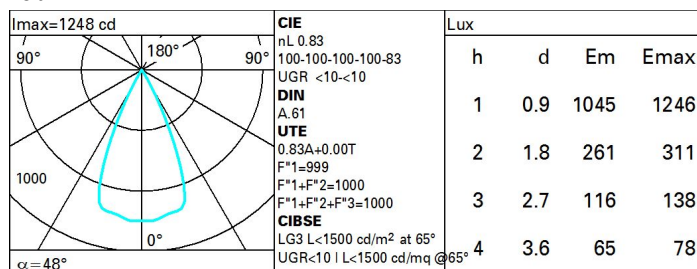 Imax=1248 cd
90° 180° 90°
1000
0°
α=48°
CIE
nL 0.83
100-100-100-100-83
UGR <10-<10
DIN
A.61
UTE
0.83A+0.00T
F"1=999
F"1+F"2=1000
F"1+F"2+F"3=1000
CIBSE
LG3 L<1500 cd/m² at 65°
UGR<10 | L<1500 cd/mq @65°
Lux
h d Em Emax
1 0.9 1045 1246
2 1.8 261 311
3 2.7 116 138
4 3.6 65 78